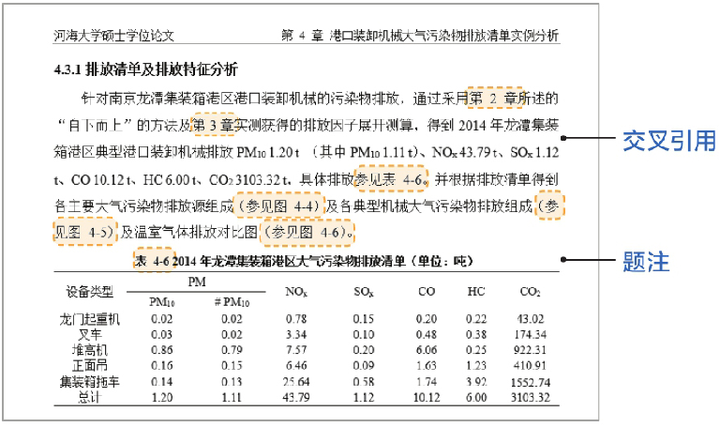 河海大学硕士学位论文 第 4 章 港口装卸机械大气污染物排放清单实例分析
4.3.1 排放清单及排放特征分析
针对南京龙潭集装箱港区港口装卸机械的污染物排放，通过采用第 2 章所述的
“自下而上”的方法及第 3 章实测获得的排放因子展开测算，得到 2014 年龙潭集装
箱港区典型港口装卸机械排放 PM10 1.20 t （其中 PM10 1.11 t）、NOx 43.79 t、SOx 1.12
t、CO 10.12 t、HC 6.00 t、CO2 3103.32 t，具体排放参见表 4-6。并根据排放清单得到
各主要大气污染物排放源组成（参见图 4-4）及各典型机械大气污染物排放组成（参
见图 4-5）及温室气体排放对比图（参见图 4-6）。
交叉引用
表 4-6 2014 年龙潭集装箱港区大气污染物排放清单（单位：吨）
题注
设备类型 PM NOx SOx CO HC CO2
PM10 # PM10
龙门起重机 0.02 0.02 0.78 0.15 0.20 0.22 43.02
叉车 0.03 0.02 3.34 0.10 0.48 0.38 174.34
堆高机 0.86 0.79 7.57 0.20 6.06 0.25 922.31
正面吊 0.16 0.15 6.46 0.09 1.63 1.23 410.91
集装箱拖车 0.14 0.13 25.64 0.58 1.74 3.92 1552.74
总计 1.20 1.11 43.79 1.12 10.12 6.00 3103.32